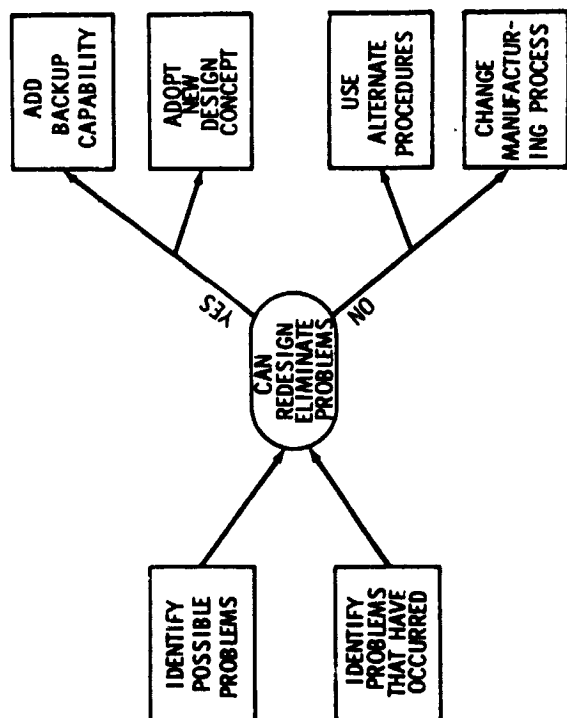 IDENTIFY
POSSIBLE
PROBLEMS
IDENTIFY
PROBLEMS
THAT HAVE
OCCURRED
CAN
REDESIGN
ELIMINATE
PROBLEMS
YES
NO
ADD
BACKUP
CAPABILITY
ADOPT
NEW
DESIGN
CONCEPT
USE
ALTERNATE
PROCEDURES
CHANGE
MANUFACTUR-
ING PROCESS